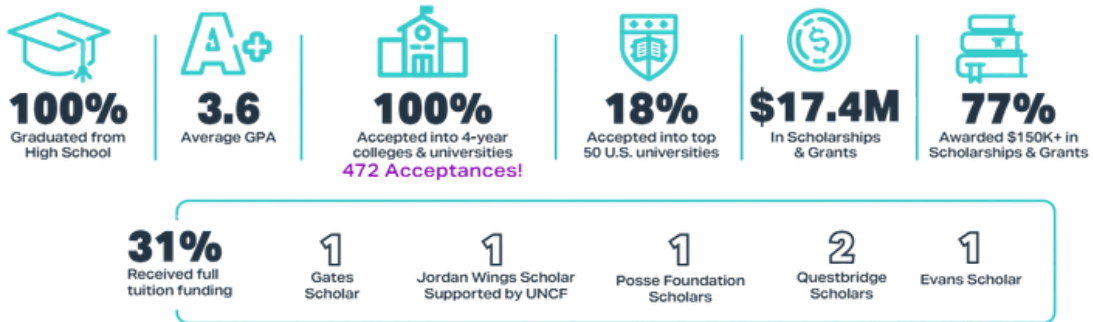 A+
100%
Graduated from
High School
3.6
Average GPA
100%
Accepted into 4-year
colleges & universities
472 Acceptances!
18%
Accepted into top
50 U.S. universities
$
$17.4M
In Scholarships
& Grants
77%
Awarded $150K+ in
Scholarships & Grants
31%
Received full
tuition funding
1
Gates
Scholar
1
Jordan Wings Scholar
Supported by UNCF
1
Posse Foundation
Scholars
2
Questbridge
Scholars
1
Evans Scholar